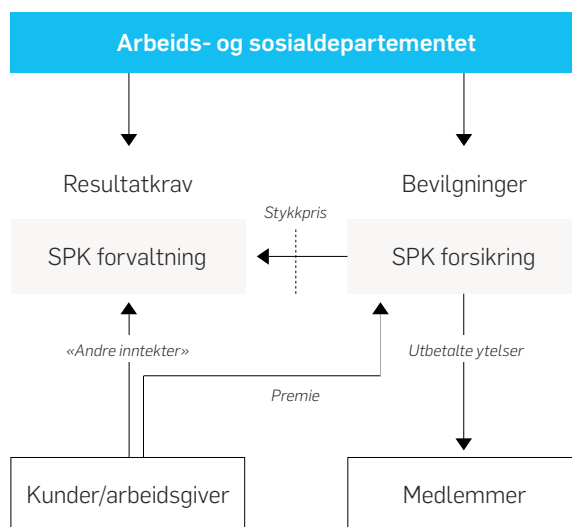 Arbeids- og sosialdepartementet
Resultatkrav
Bevilgninger
Stykkpris
SPK forvaltning
SPK forsikring
«Andre inntekter»
Utbetalte ytelser
Premie
Kunder/arbeidsgiver
Medlemmer